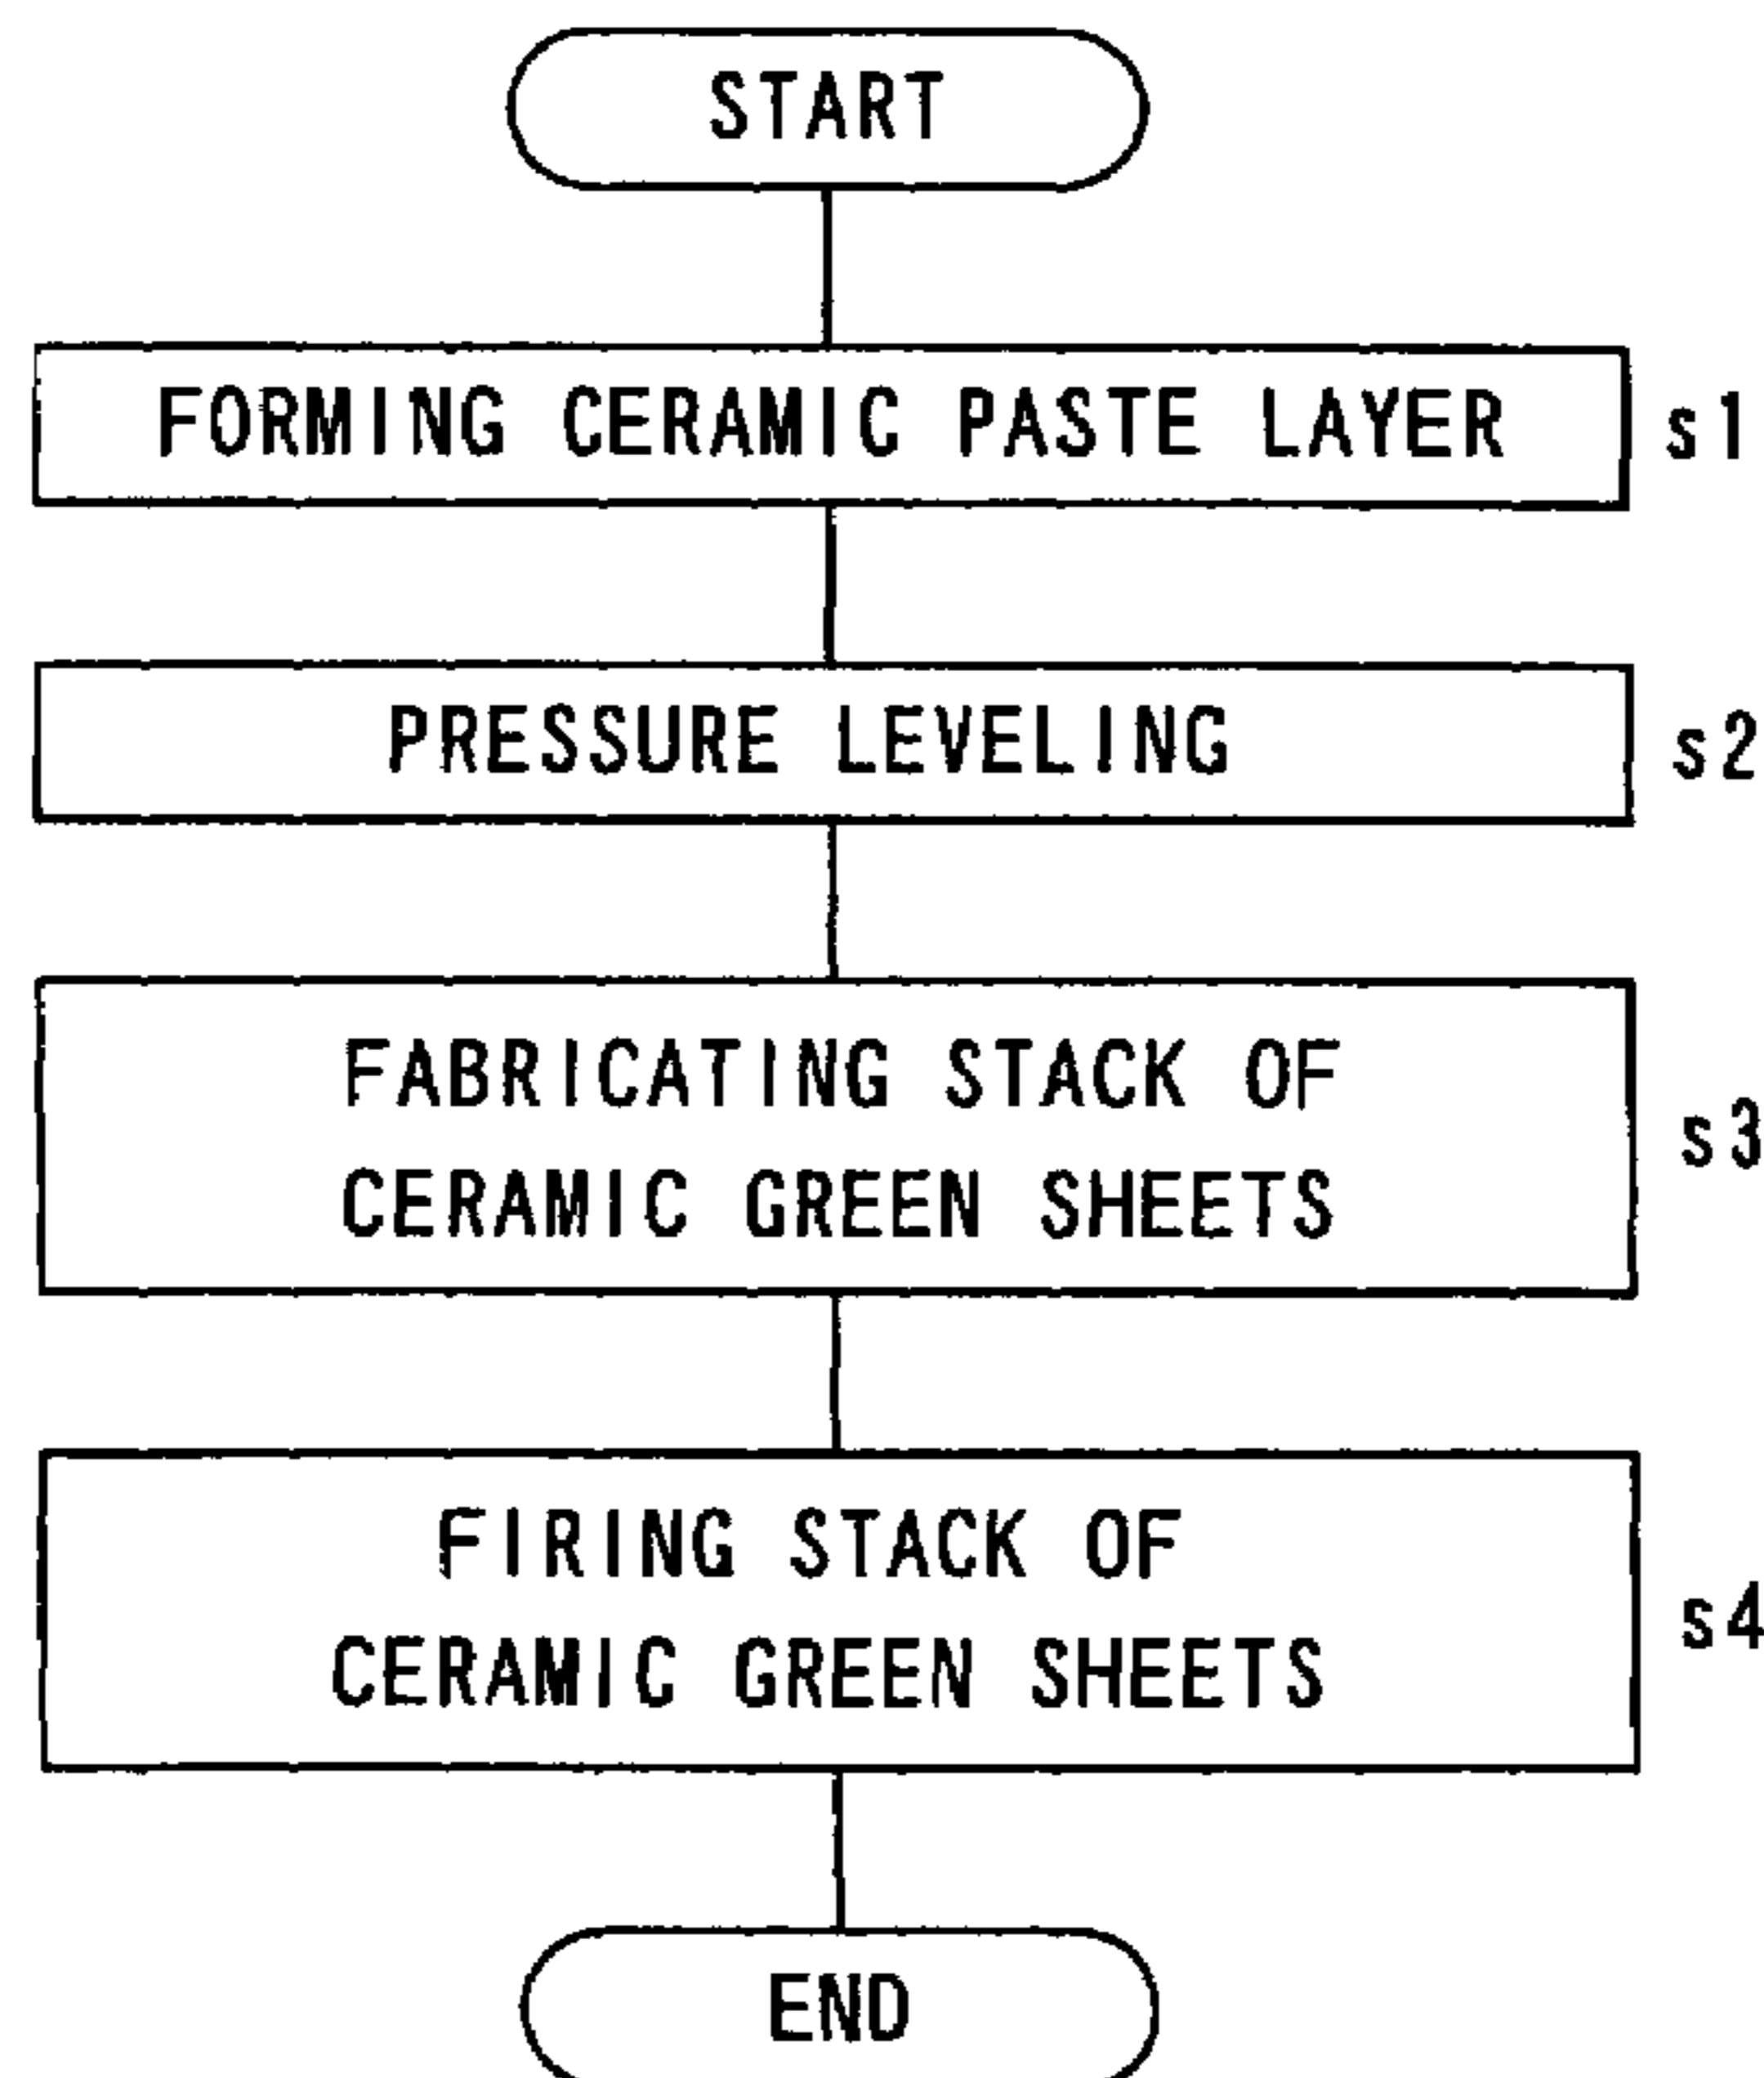 START
FORMING CERAMIC PASTE LAYER s1
PRESSURE LEVELING s2
FABRICATING STACK OF
CERAMIC GREEN SHEETS
s3
FIRING STACK OF
CERAMIC GREEN SHEETS
s4
END